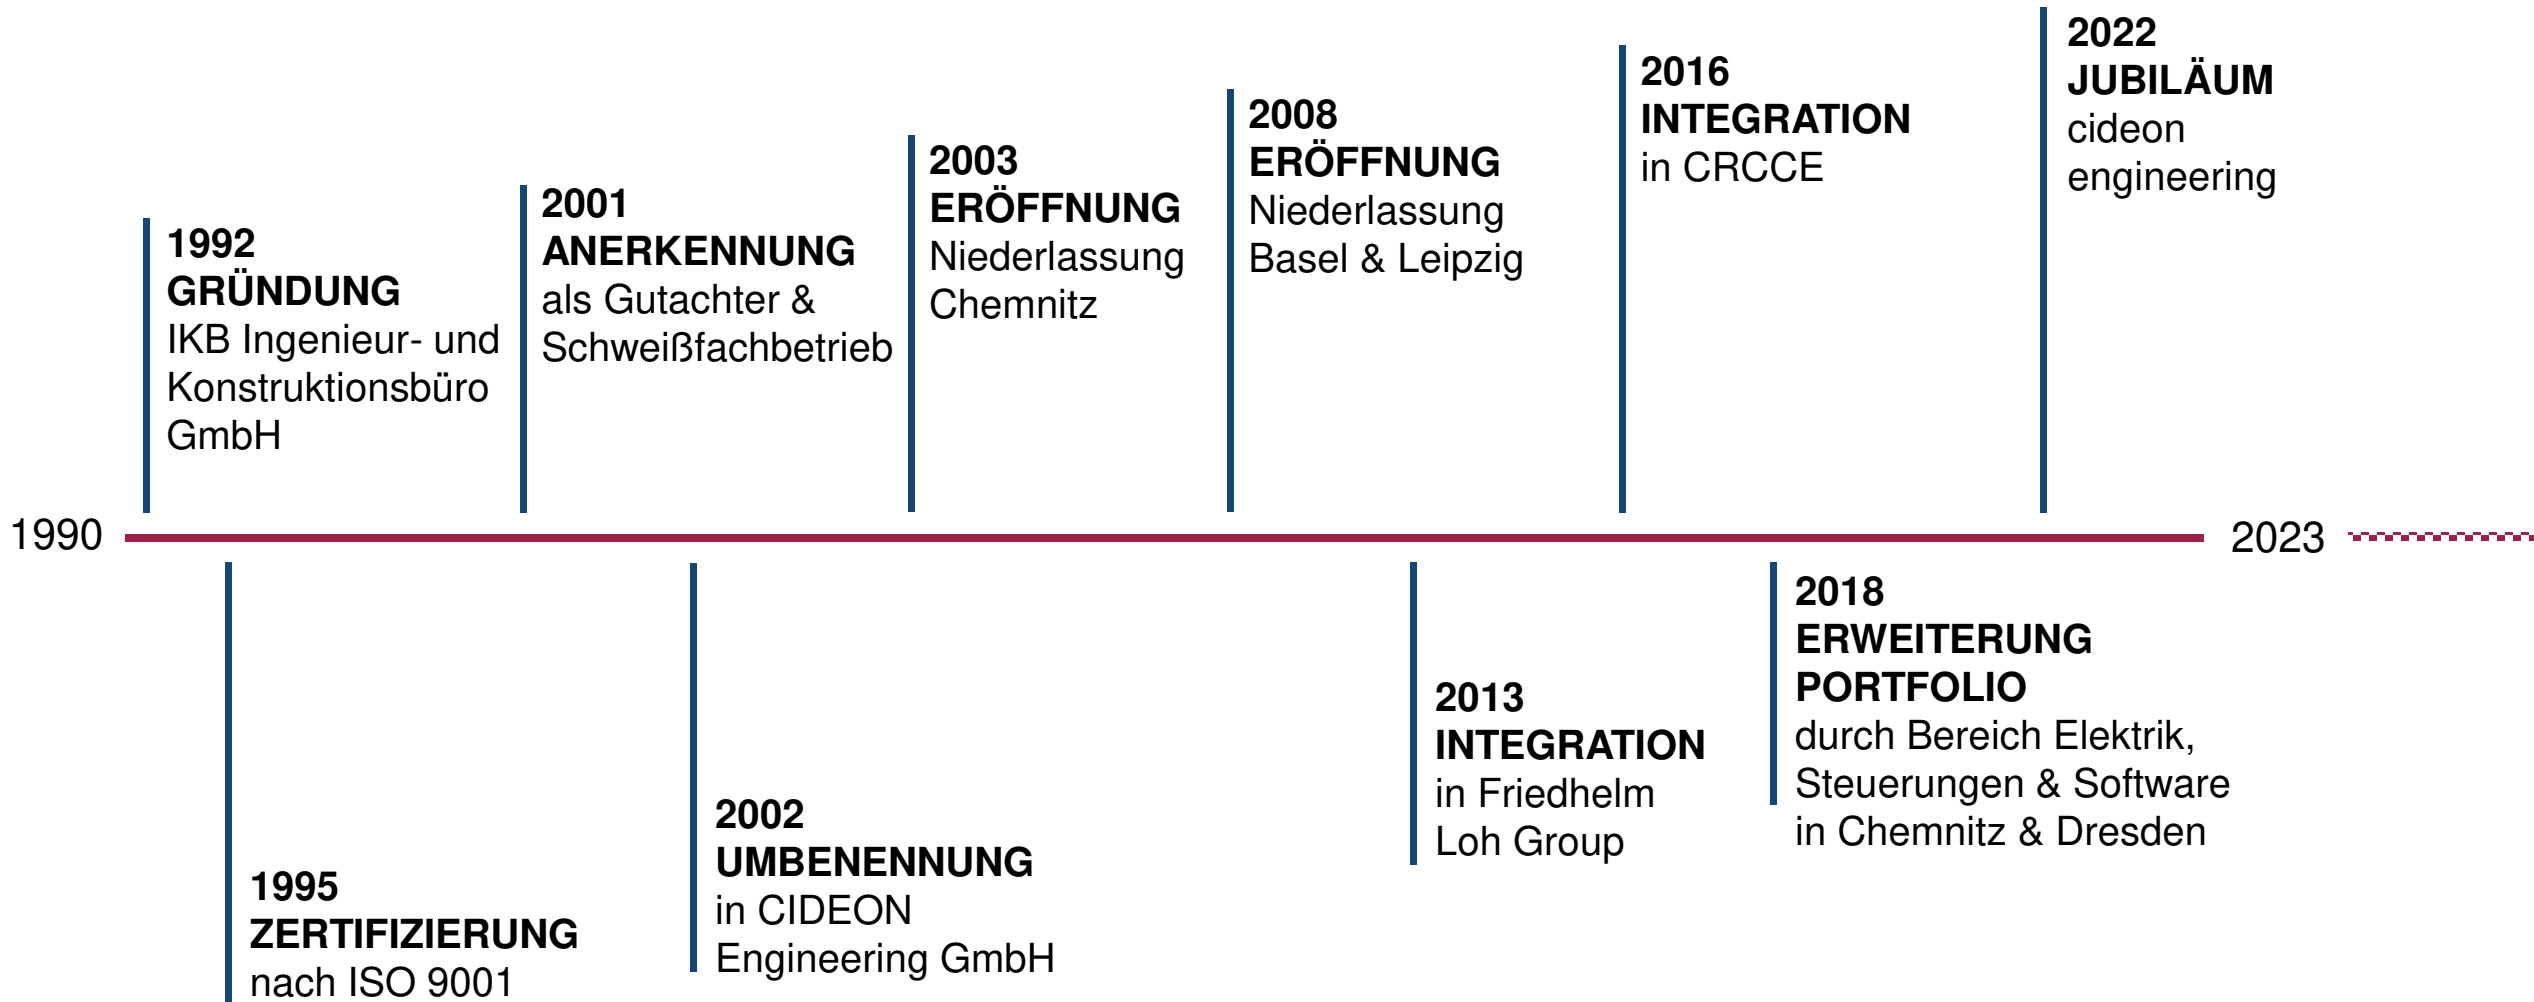 1990
1992
GRÜNDUNG
IKB Ingenieur- und
Konstruktionsbüro
GmbH
1995
ZERTIFIZIERUNG
nach ISO 9001
2001
ANERKENNUNG
als Gutachter &
Schweißfachbetrieb
2002
UMBENENNUNG
in CIDEON
Engineering GmbH
2003
ERÖFFNUNG
Niederlassung
Chemnitz
2008
ERÖFFNUNG
Niederlassung
Basel & Leipzig
2013
INTEGRATION
in Friedhelm
Loh Group
2016
INTEGRATION
in CRCCE
2018
ERWEITERUNG
PORTFOLIO
durch Bereich Elektrik,
Steuerungen & Software
in Chemnitz & Dresden
2022
JUBILÄUM
cideon
engineering
2023